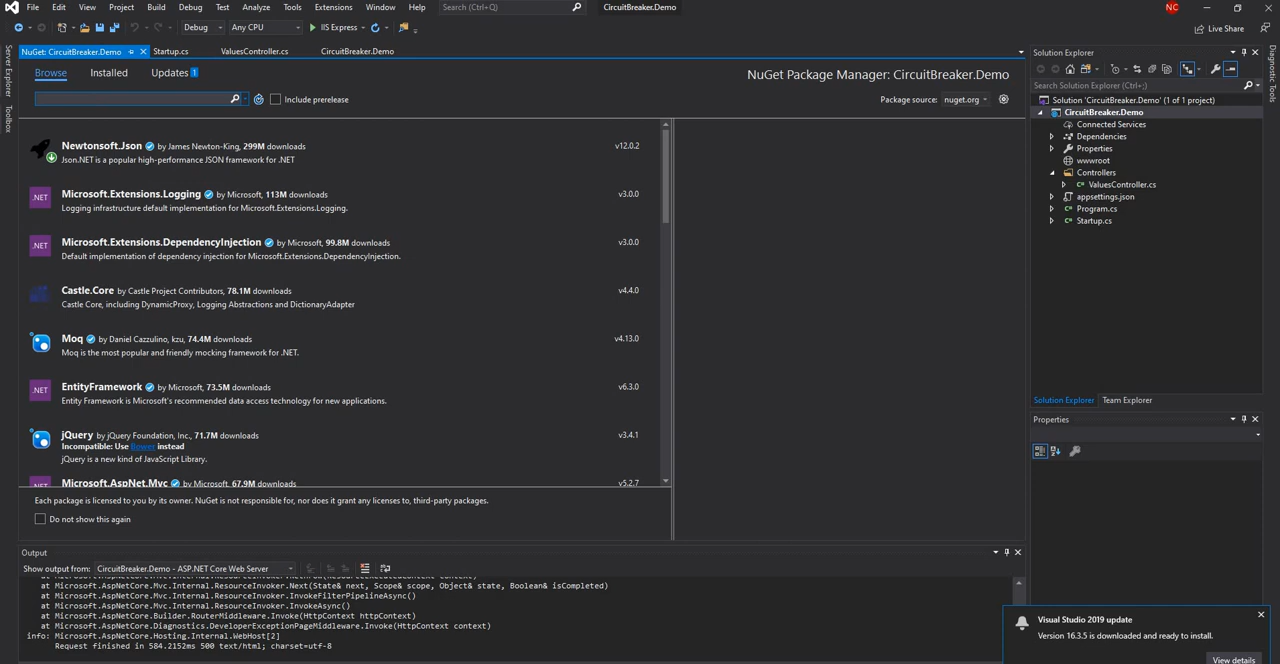 File Edit View Project Build Debug Test Analyze Tools Extensions Window Help Search (Ctrl+Q) CircuitBreaker.Demo NC
Debug Any CPU IIS Express Live Share
NuGet: CircuitBreaker.Demo Startup.cs ValuesController.cs CircuitBreaker.Demo
Server Explorer
Toolbox
Browse Installed Updates 1 NuGet Package Manager: CircuitBreaker.Demo
Include prerelease Package source: nuget.org
Newtonsoft.Json by James Newton-King, 299M downloads v12.0.2
Json.NET is a popular high-performance JSON framework for .NET
.NET Microsoft.Extensions.Logging by Microsoft, 113M downloads v3.0.0
Logging infrastructure default implementation for Microsoft.Extensions.Logging.
.NET Microsoft.Extensions.DependencyInjection by Microsoft, 99.8M downloads v3.0.0
Default implementation of dependency injection for Microsoft.Extensions.DependencyInjection.
Castle.Core by Castle Project Contributors, 78.1M downloads v4.4.0
Castle Core, including DynamicProxy, Logging Abstractions and DictionaryAdapter
Moq by Daniel Cazzulino, kzu, 74.4M downloads v4.13.0
Moq is the most popular and friendly mocking framework for .NET.
.NET EntityFramework by Microsoft, 73.5M downloads v6.3.0
Entity Framework is Microsoft's recommended data access technology for new applications.
jQuery by jQuery Foundation, Inc., 71.7M downloads v3.4.1
Incompatible: Use Bower instead
jQuery is a new kind of JavaScript Library.
Microsoft.AspNet.Mvc by Microsoft, 67.9M downloads v5.2.7
Each package is licensed to you by its owner. NuGet is not responsible for, nor does it grant any licenses to, third-party packages.
Do not show this again
Solution Explorer
Search Solution Explorer (Ctrl+;)
Solution 'CircuitBreaker.Demo' (1 of 1 project)
CircuitBreaker.Demo
Connected Services
Dependencies
Properties
wwwroot
Controllers
C# ValuesController.cs
appsettings.json
C# Program.cs
C# Startup.cs
Solution Explorer Team Explorer
Properties
Diagnostic Tools
Output
Show output from: CircuitBreaker.Demo - ASP.NET Core Web Server
at Microsoft.AspNetCore.Mvc.Internal.ResourceInvoker.Next(State& next, Scope& scope, Object& state, Boolean& isCompleted)
at Microsoft.AspNetCore.Mvc.Internal.ResourceInvoker.InvokeFilterPipelineAsync()
at Microsoft.AspNetCore.Mvc.Internal.ResourceInvoker.InvokeAsync()
at Microsoft.AspNetCore.Builder.RouterMiddleware.Invoke(HttpContext httpContext)
at Microsoft.AspNetCore.Diagnostics.DeveloperExceptionPageMiddleware.Invoke(HttpContext context)
info: Microsoft.AspNetCore.Hosting.Internal.WebHost[2]
Request finished in 584.2152ms 500 text/html; charset=utf-8
Visual Studio 2019 update
Version 16.3.5 is downloaded and ready to install.
View details